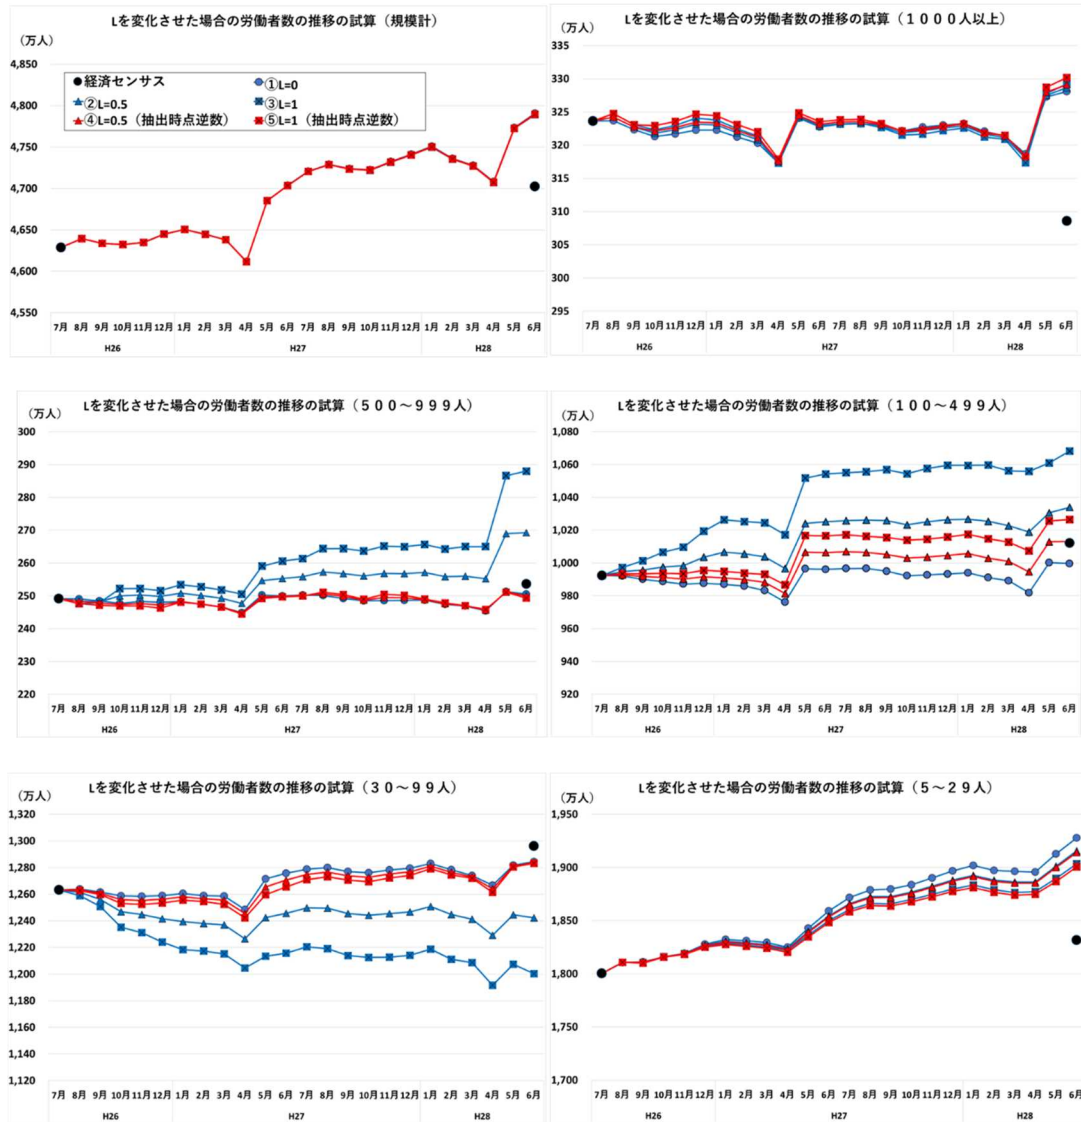 Lを変化させた場合の労働者数の推移の試算（規模計）
（万人）
4,850
4,800
4,750
4,700
4,650
4,600
4,550
●経済センサス
①L=0
②L=0.5
③L=1
④L=0.5（抽出時点逆数）
⑤L=1（抽出時点逆数）
7月 8月 9月 10月 11月 12月 1月 2月 3月 4月 5月 6月 7月 8月 9月 10月 11月 12月 1月 2月 3月 4月 5月 6月
H26 H27 H28
Lを変化させた場合の労働者数の推移の試算（１０００人以上）
（万人）
335
330
325
320
315
310
305
300
295
7月 8月 9月 10月 11月 12月 1月 2月 3月 4月 5月 6月 7月 8月 9月 10月 11月 12月 1月 2月 3月 4月 5月 6月
H26 H27 H28
Lを変化させた場合の労働者数の推移の試算（５００～９９９人）
（万人）
300
290
280
270
260
250
240
230
220
7月 8月 9月 10月 11月 12月 1月 2月 3月 4月 5月 6月 7月 8月 9月 10月 11月 12月 1月 2月 3月 4月 5月 6月
H26 H27 H28
Lを変化させた場合の労働者数の推移の試算（１００～４９９人）
（万人）
1,080
1,060
1,040
1,020
1,000
980
960
940
920
7月 8月 9月 10月 11月 12月 1月 2月 3月 4月 5月 6月 7月 8月 9月 10月 11月 12月 1月 2月 3月 4月 5月 6月
H26 H27 H28
Lを変化させた場合の労働者数の推移の試算（３０～９９人）
（万人）
1,320
1,300
1,280
1,260
1,240
1,220
1,200
1,180
1,160
1,140
1,120
7月 8月 9月 10月 11月 12月 1月 2月 3月 4月 5月 6月 7月 8月 9月 10月 11月 12月 1月 2月 3月 4月 5月 6月
H26 H27 H28
Lを変化させた場合の労働者数の推移の試算（５～２９人）
（万人）
1,950
1,900
1,850
1,800
1,750
1,700
7月 8月 9月 10月 11月 12月 1月 2月 3月 4月 5月 6月 7月 8月 9月 10月 11月 12月 1月 2月 3月 4月 5月 6月
H26 H27 H28